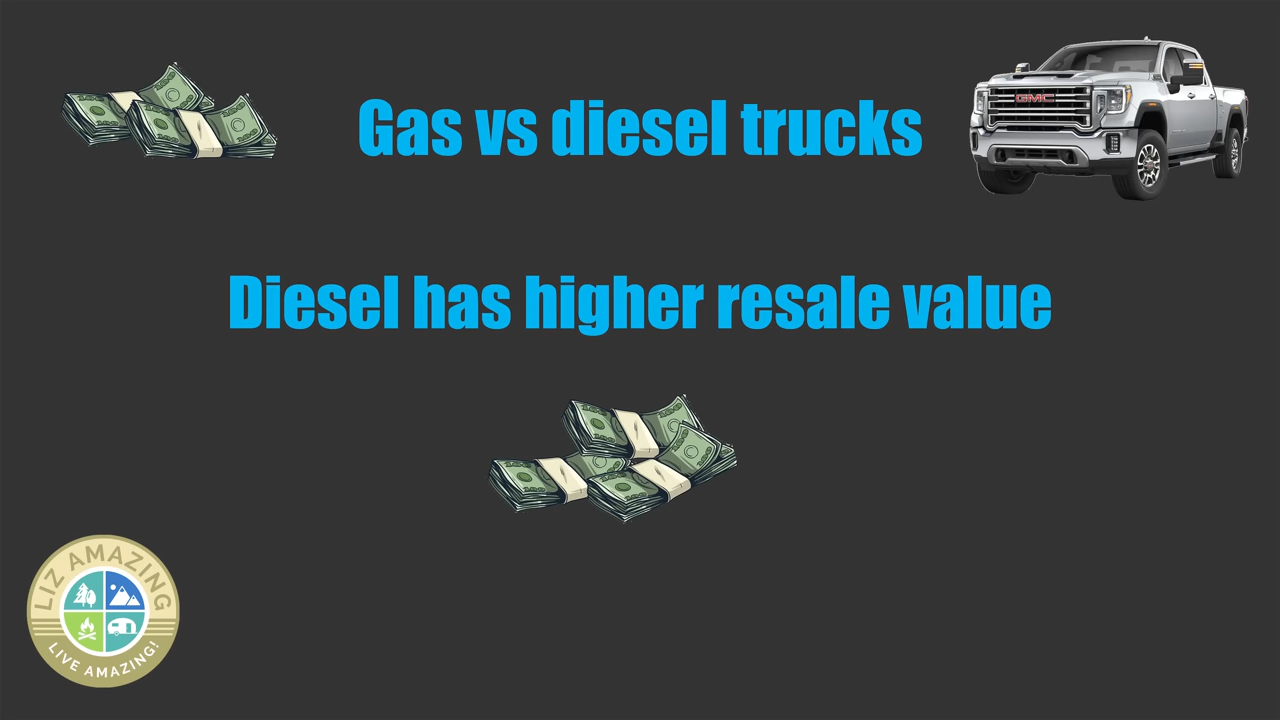 Gas vs diesel trucks
GMC
Diesel has higher resale value
LIZ AMAZING
LIVE AMAZING!